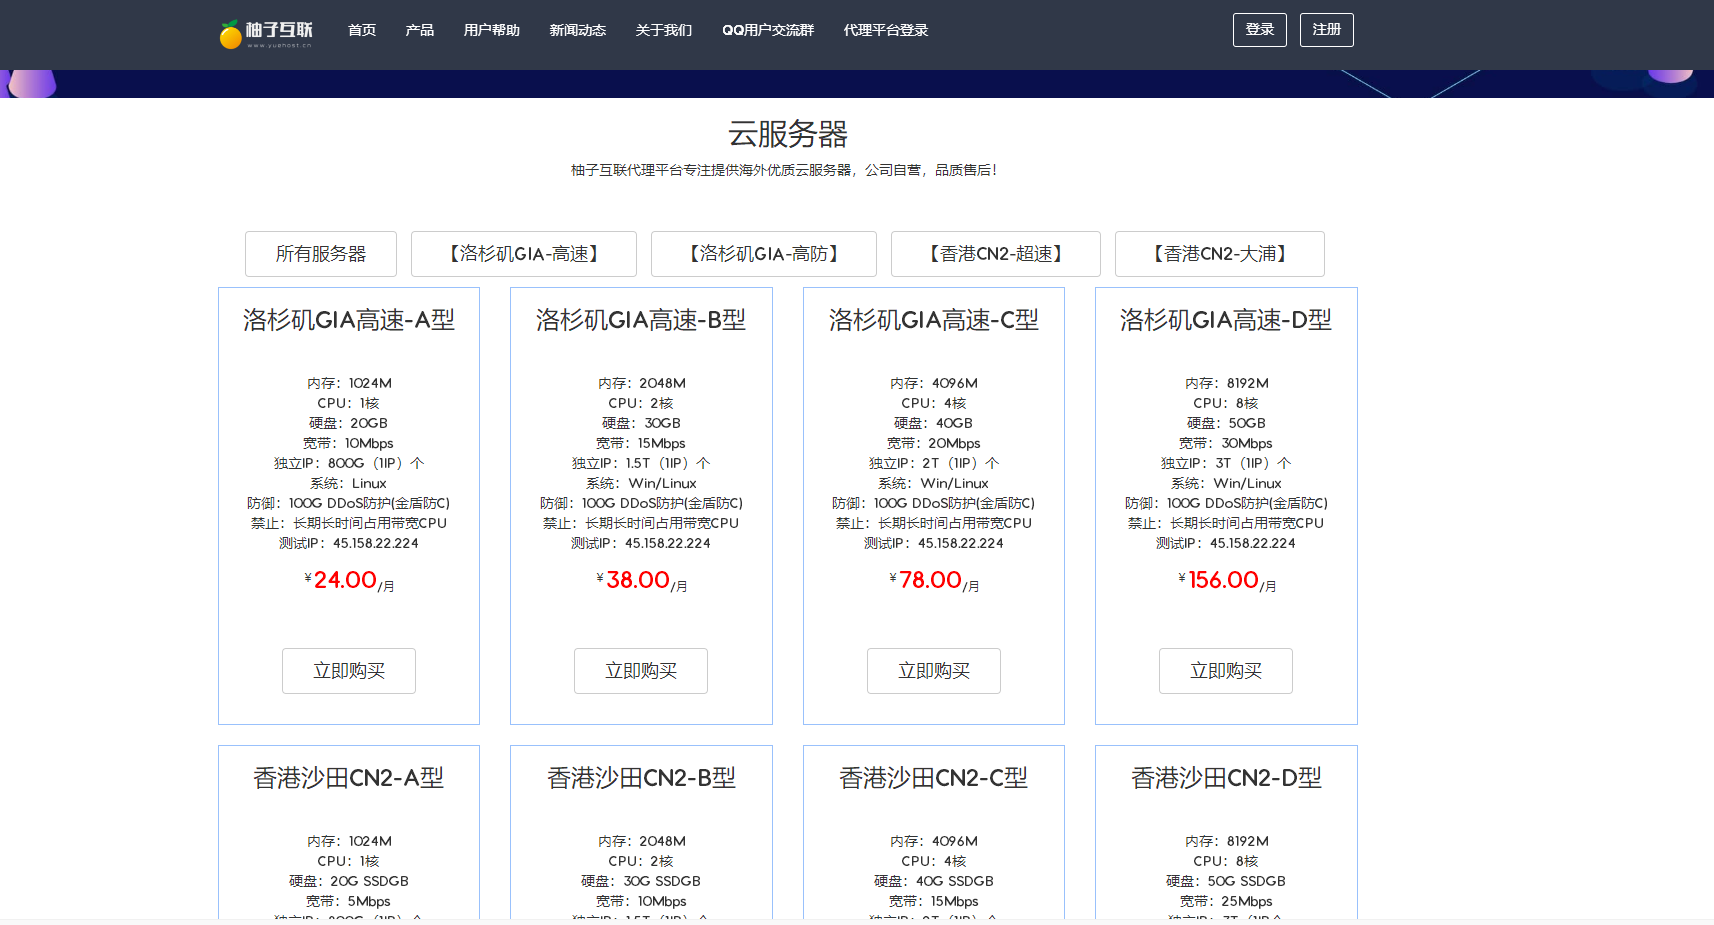 柚子互联
首页 产品 用户帮助 新闻动态 关于我们 QQ用户交流群 代理平台登录 登录 注册
云服务器
柚子互联代理平台专注提供海外优质云服务器，公司自营，品质售后！
所有服务器 【洛杉矶GIA-高速】 【洛杉矶GIA-高防】 【香港CN2-超速】 【香港CN2-大浦】
洛杉矶GIA高速-A型
内存：1024M
CPU：1核
硬盘：20GB
宽带：10Mbps
独立IP：800G（1IP）个
系统：Linux
防御：100G DDoS防护(金盾防C)
禁止：长期长时间占用带宽CPU
测试IP：45.158.22.224
¥24.00/月
立即购买
洛杉矶GIA高速-B型
内存：2048M
CPU：2核
硬盘：30GB
宽带：15Mbps
独立IP：1.5T（1IP）个
系统：Win/Linux
防御：100G DDoS防护(金盾防C)
禁止：长期长时间占用带宽CPU
测试IP：45.158.22.224
¥38.00/月
立即购买
洛杉矶GIA高速-C型
内存：4096M
CPU：4核
硬盘：40GB
宽带：20Mbps
独立IP：2T（1IP）个
系统：Win/Linux
防御：100G DDoS防护(金盾防C)
禁止：长期长时间占用带宽CPU
测试IP：45.158.22.224
¥78.00/月
立即购买
洛杉矶GIA高速-D型
内存：8192M
CPU：8核
硬盘：50GB
宽带：30Mbps
独立IP：3T（1IP）个
系统：Win/Linux
防御：100G DDoS防护(金盾防C)
禁止：长期长时间占用带宽CPU
测试IP：45.158.22.224
¥156.00/月
立即购买
香港沙田CN2-A型
内存：1024M
CPU：1核
硬盘：20G SSDGB
宽带：5Mbps
香港沙田CN2-B型
内存：2048M
CPU：2核
硬盘：30G SSDGB
宽带：10Mbps
香港沙田CN2-C型
内存：4096M
CPU：4核
硬盘：40G SSDGB
宽带：15Mbps
香港沙田CN2-D型
内存：8192M
CPU：8核
硬盘：50G SSDGB
宽带：25Mbps